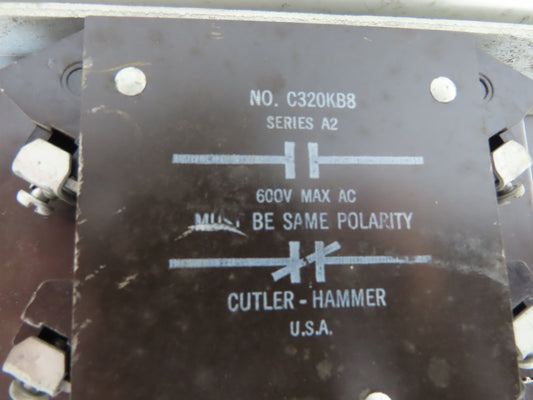 NO. C320KB8
SERIES A2
600V MAX AC
MUST BE SAME POLARITY
CUTLER-HAMMER
U.S.A.